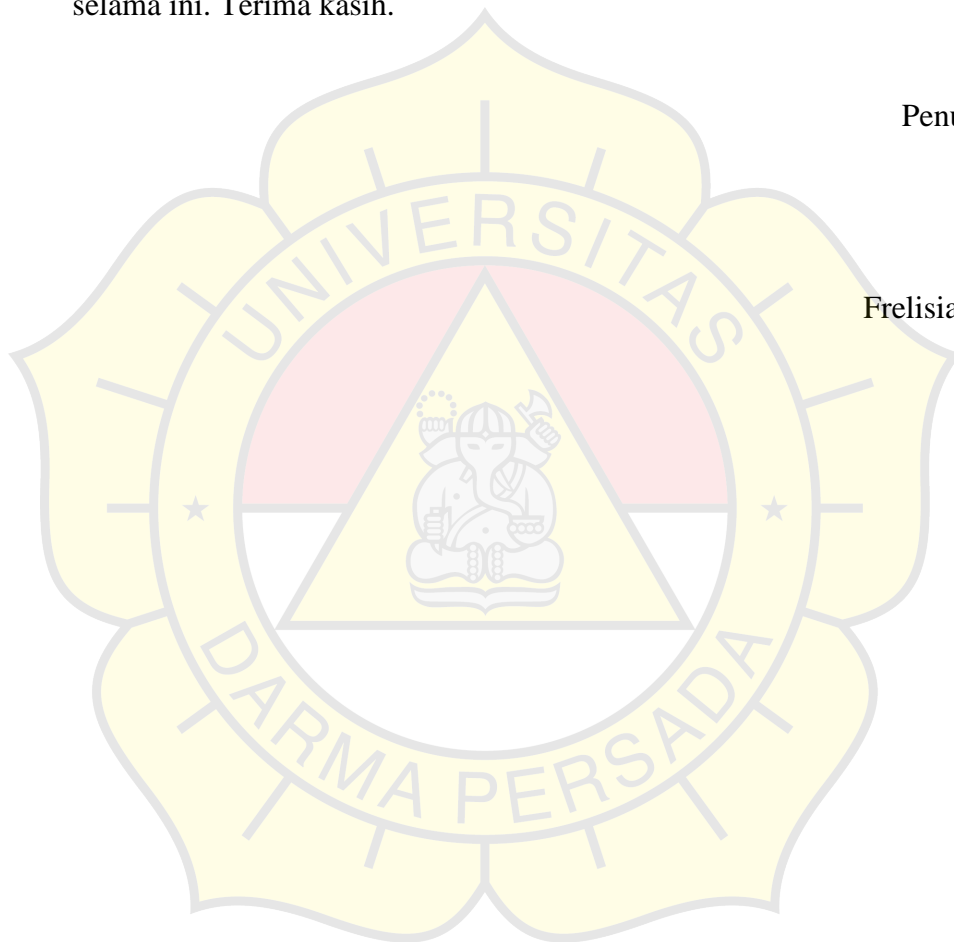 selama ini. Terima kasih.
Penu
Frelisia
UNIVERSITAS
DARMA PERSADA